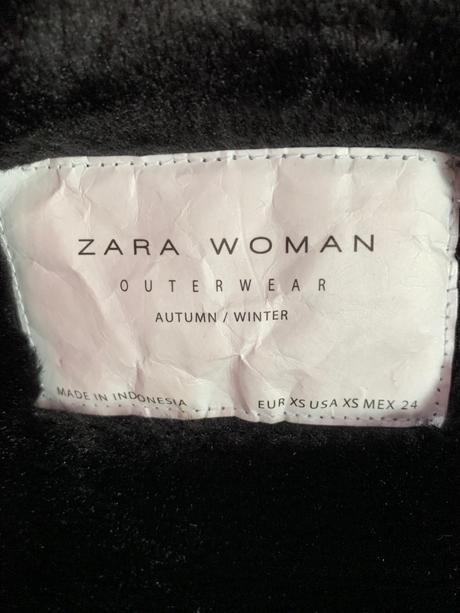 ZARA WOMAN
OUTERWEAR
AUTUMN / WINTER
MADE IN INDONESIA EUR XS USA XS MEX 24